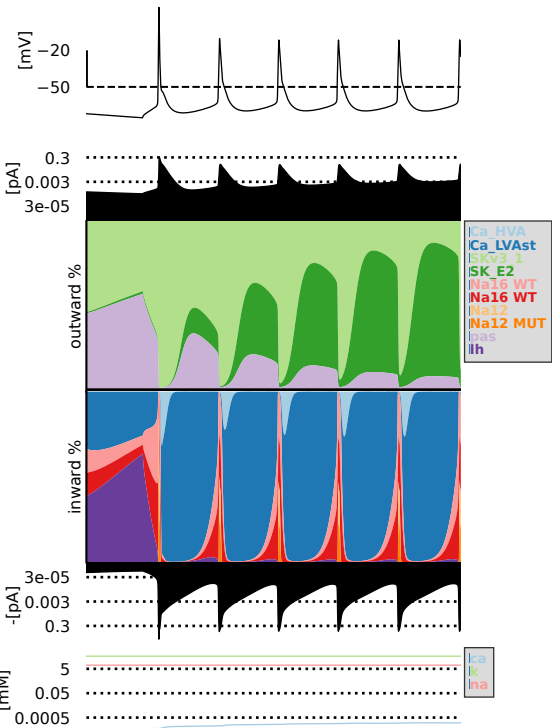 [mV]
−20
−50
[pA]
0.3
0.003
3e-05
outward %
Ca_HVA
Ca_LVAst
SKv3_1
SK_E2
Na16 WT
Na16 WT
Na12
Na12 MUT
pas
Ih
inward %
-[pA]
3e-05
0.003
0.3
[mM]
5
0.05
0.0005
ca
k
na